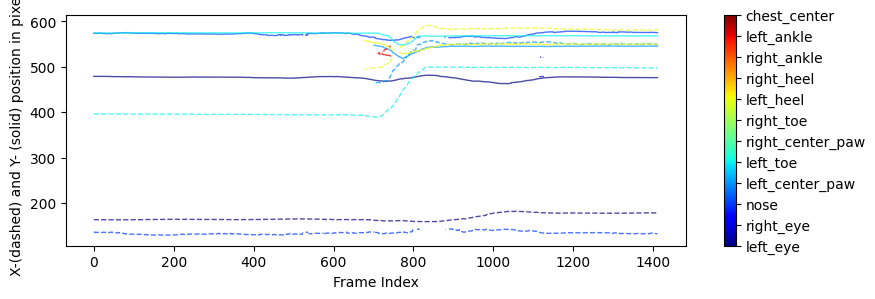 X-(dashed) and Y- (solid) position in pixe
600
500
400
300
200
0
200
400
600
800
1000
1200
1400
Frame Index
chest_center
left_ankle
right_ankle
right_heel
left_heel
right_toe
right_center_paw
left_toe
left_center_paw
nose
right_eye
left_eye